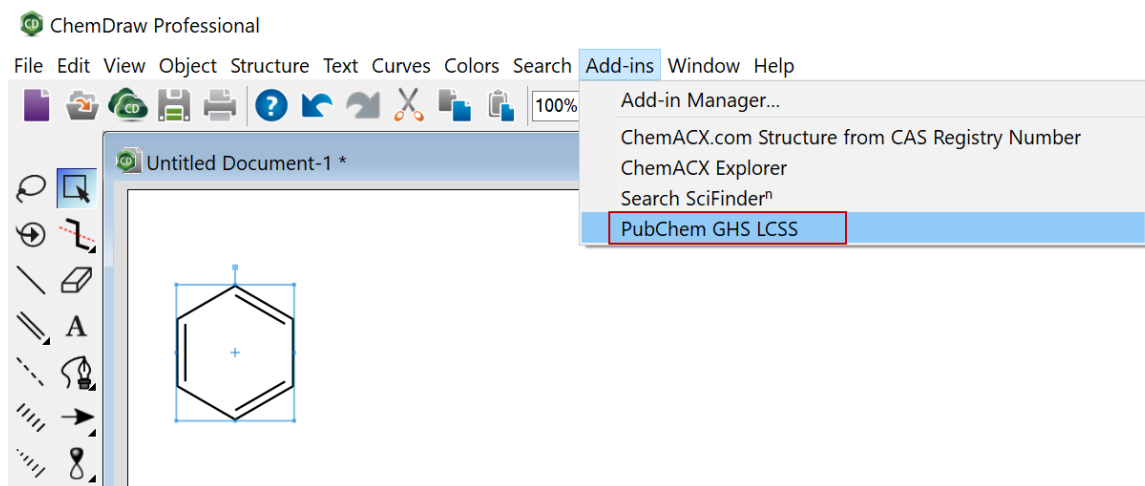 ChemDraw Professional
File Edit View Object Structure Text Curves Colors Search Add-ins Window Help
CD
100%
Add-in Manager...
ChemACX.com Structure from CAS Registry Number
ChemACX Explorer
Search SciFinderⁿ
PubChem GHS LCSS
Untitled Document-1 *
A